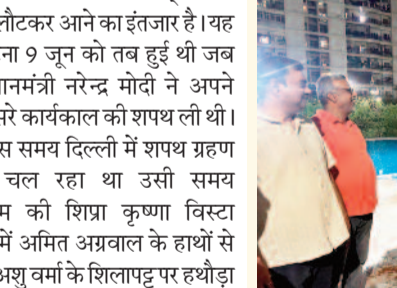 लौटकर आने का इंतजार है। यह
ना 9 जून को तब हुई थी जब
ानमंत्री नरेन्द्र मोदी ने अपने
सरे कार्यकाल की शपथ ली थी।
स समय दिल्ली में शपथ ग्रहण
चल रहा था उसी समय
म की शिप्रा कृष्णा विस्टा
में अमित अग्रवाल के हाथों से
अशु वर्मा के शिलापट्ट पर हथौड़ा